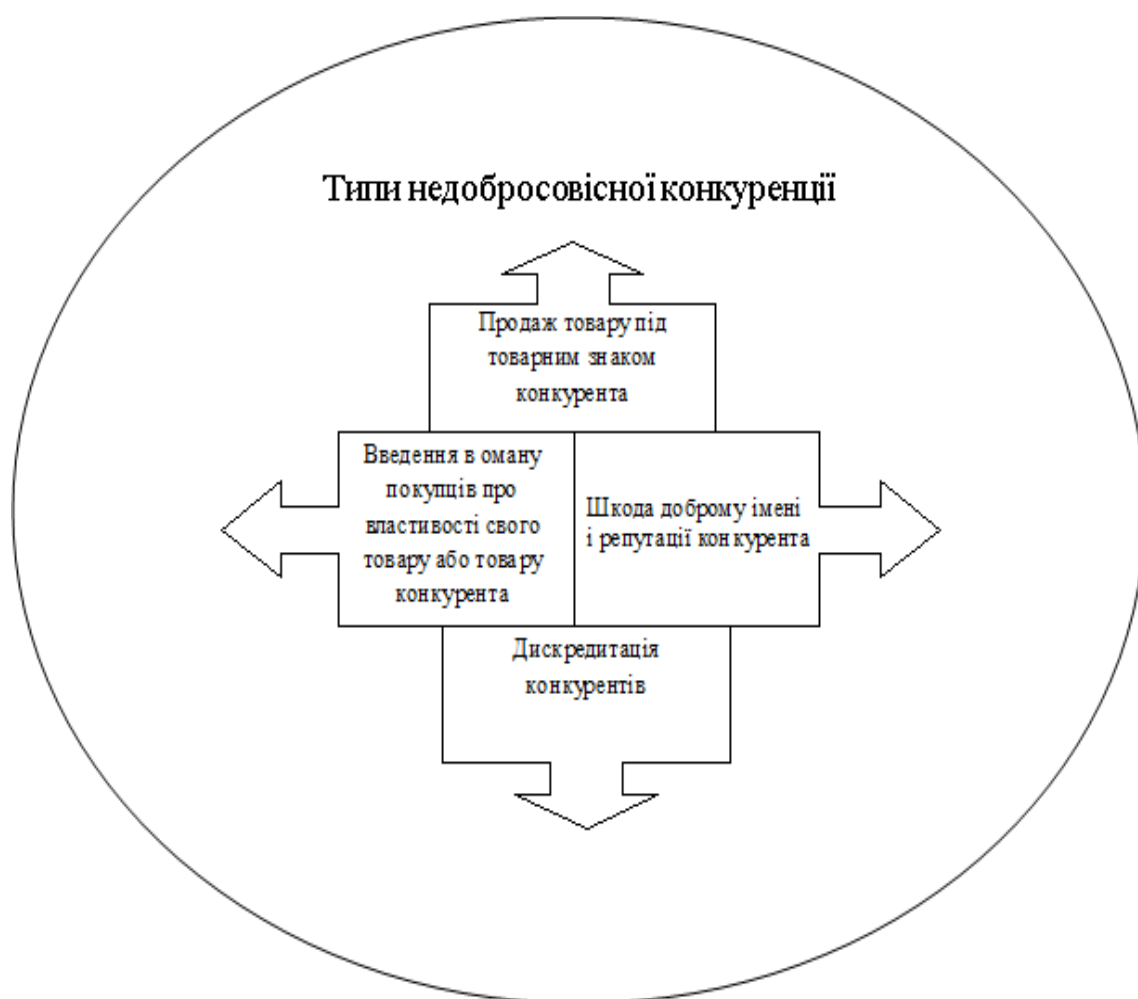 Типи недобросовісної конкуренції
Продаж товару під
товарним знаком
конкурента
Введення в оману
покупців про
властивості свого
товару або товару
конкурента
Шкода доброму імені
і репутації конкурента
Дискредитація
конкурентів